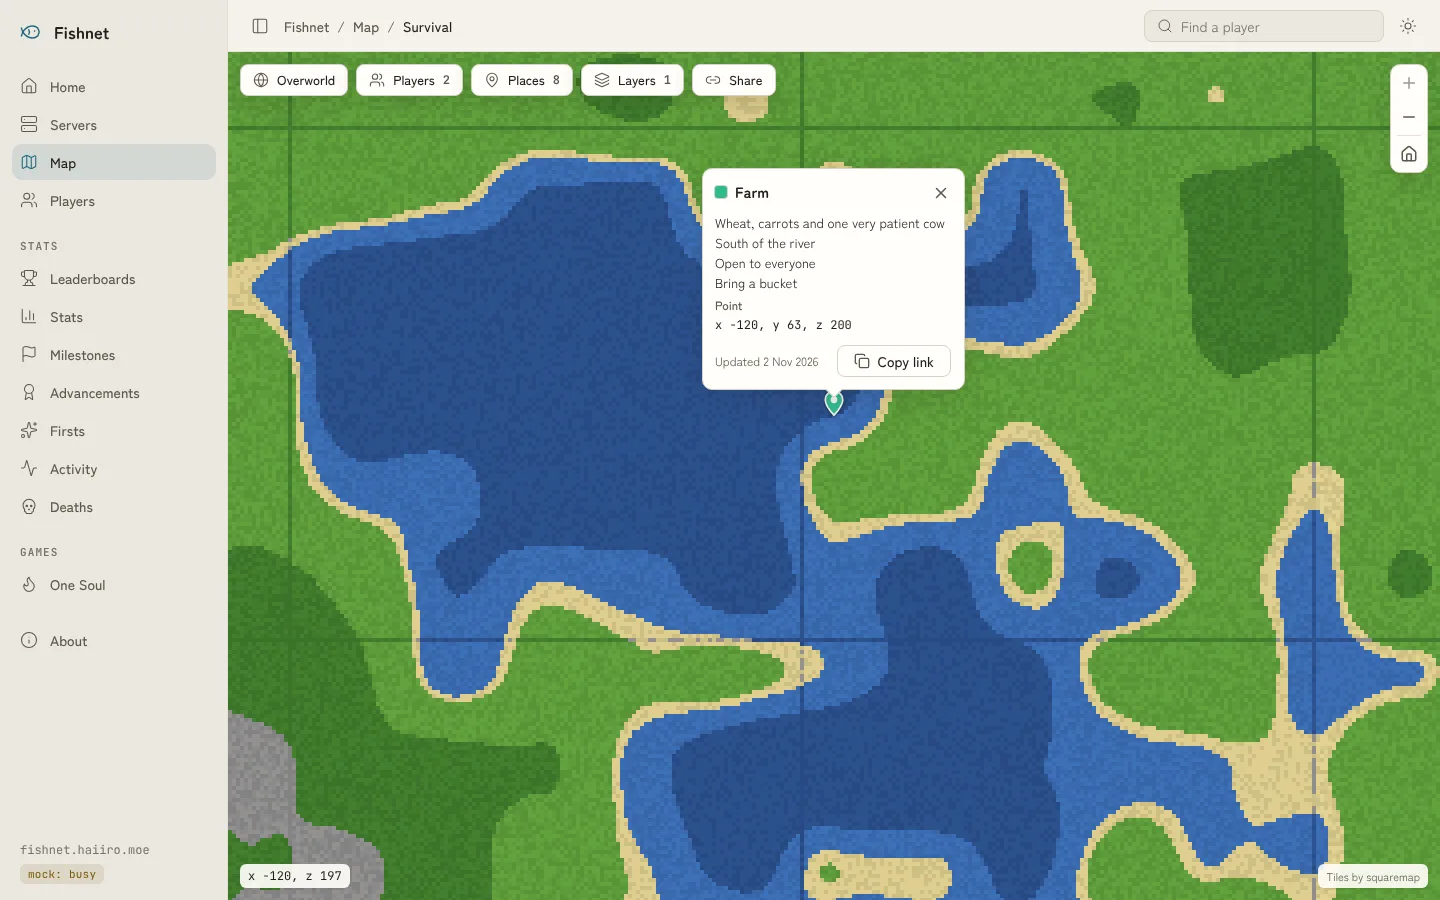 Fishnet
Home
Servers
Map
Players
STATS
Leaderboards
Stats
Milestones
Advancements
Firsts
Activity
Deaths
GAMES
One Soul
About
fishnet.haiiro.moe
mock: busy
Fishnet / Map / Survival
Find a player
Overworld
Players 2
Places 8
Layers 1
Share
Farm
Wheat, carrots and one very patient cow
South of the river
Open to everyone
Bring a bucket
Point
x -120, y 63, z 200
Updated 2 Nov 2026
Copy link
x -120, z 197
Tiles by squaremap